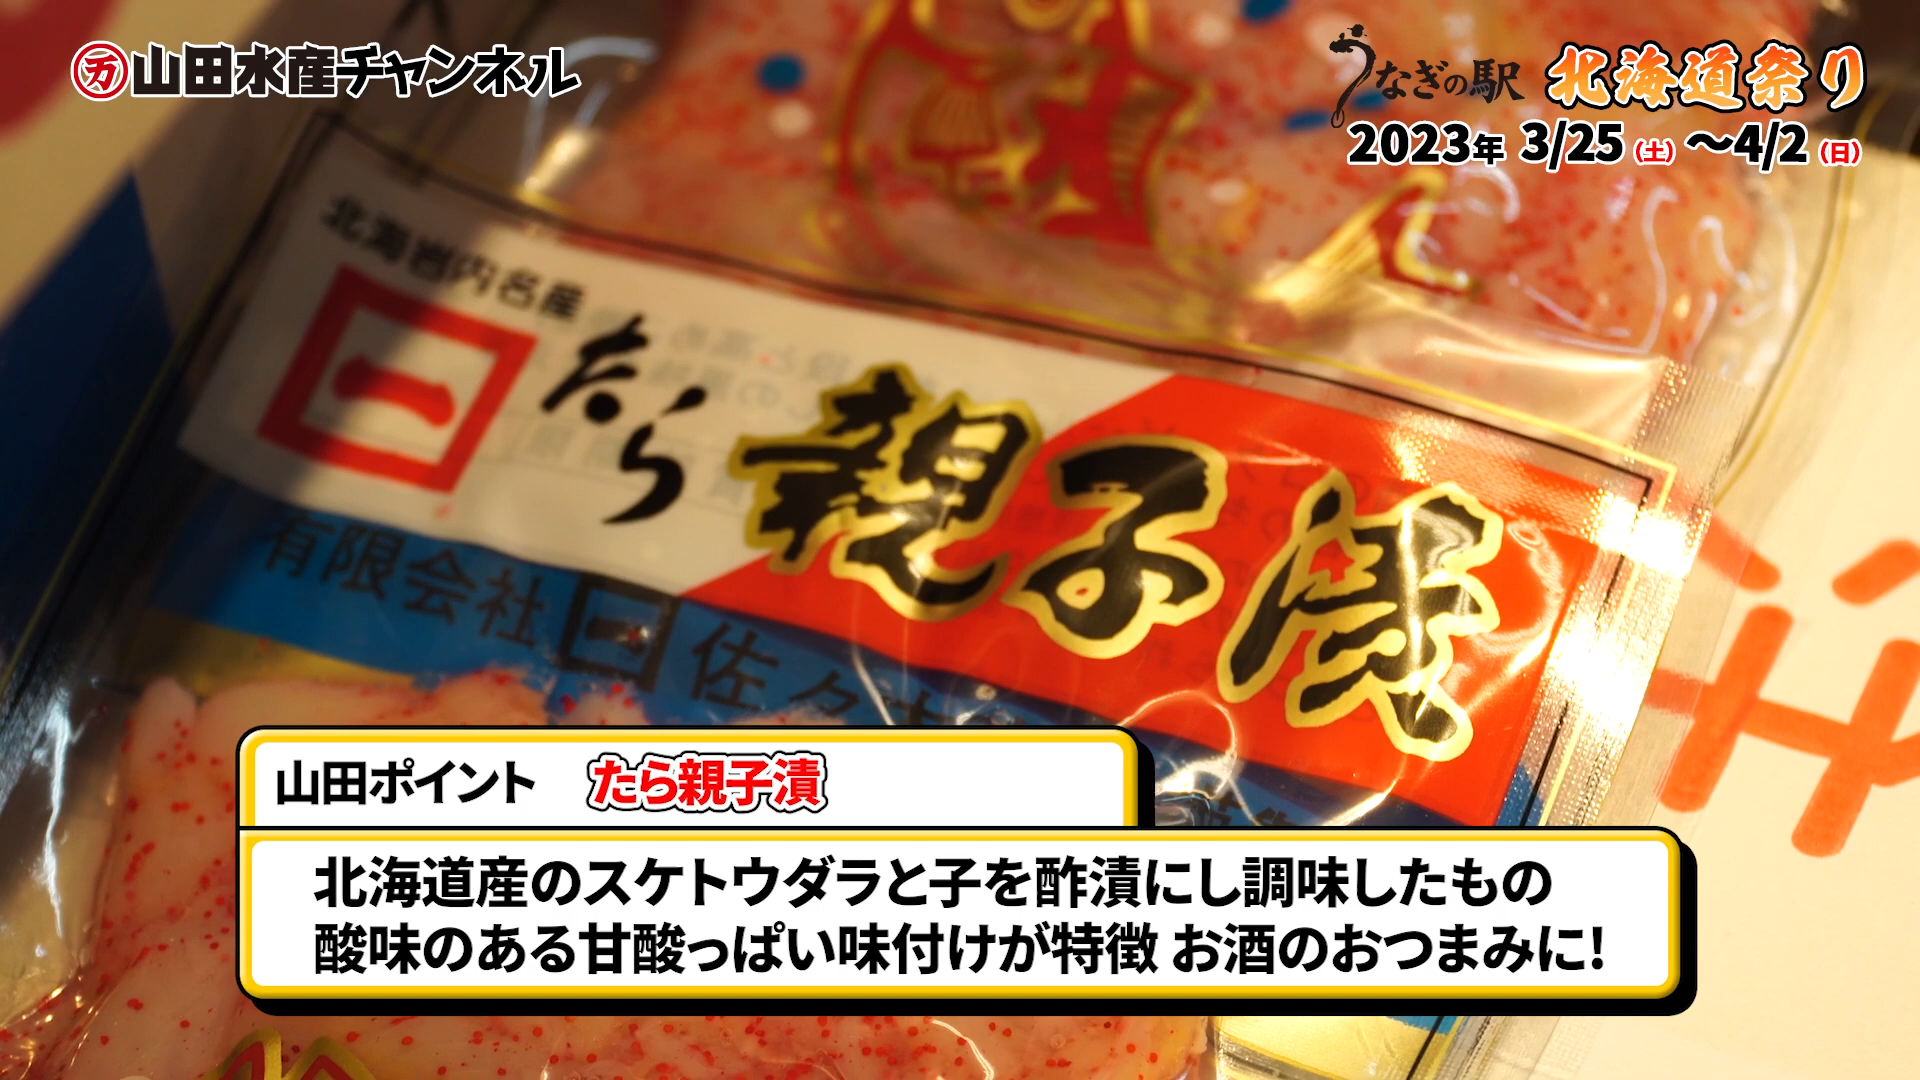 万山田水産チャンネル
うなぎの駅 北海道祭り
2023年 3/25(土)〜4/2(日)
北海岩内名産
一
たら親子漬
有限会社 一 佐々木
山田ポイント たら親子漬
北海道産のスケトウダラと子を酢漬にし調味したもの
酸味のある甘酸っぱい味付けが特徴 お酒のおつまみに!